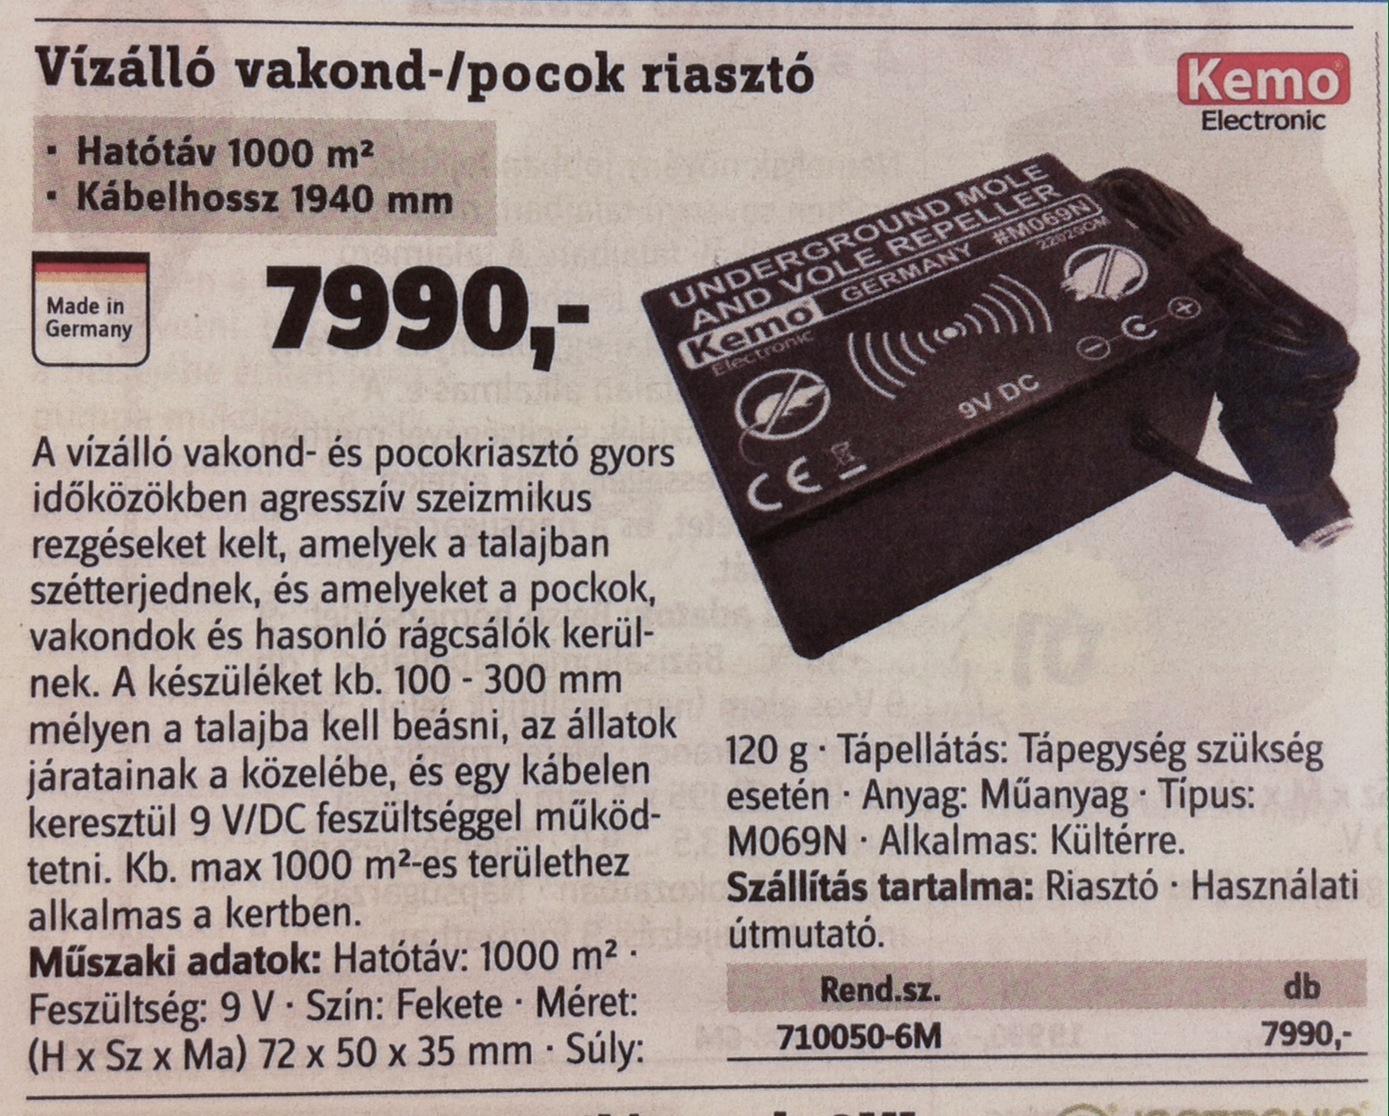 Vízálló vakond-/pocok riasztó
Kemo
Electronic
· Hatótáv 1000 m²
· Kábelhossz 1940 mm
Made in
Germany
7990,-
UNDERGROUND MOLE
AND VOLE REPELLER
Kemo GERMANY #M069N
Electronic
9V DC
CE
A vízálló vakond- és pocokriasztó gyors
időközökben agresszív szeizmikus
rezgéseket kelt, amelyek a talajban
szétterjednek, és amelyeket a pockok,
vakondok és hasonló rágcsálók kerül-
nek. A készüléket kb. 100 - 300 mm
mélyen a talajba kell beásni, az állatok
járatainak a közelébe, és egy kábelen
keresztül 9 V/DC feszültséggel működ-
tetni. Kb. max 1000 m²-es területhez
alkalmas a kertben.
Műszaki adatok: Hatótáv: 1000 m² ·
Feszültség: 9 V · Szín: Fekete · Méret:
(H x Sz x Ma) 72 x 50 x 35 mm · Súly:
120 g · Tápellátás: Tápegység szükség
esetén · Anyag: Műanyag · Típus:
M069N · Alkalmas: Kültérre.
Szállítás tartalma: Riasztó · Használati
útmutató.
Rend.sz. db
710050-6M 7990,-